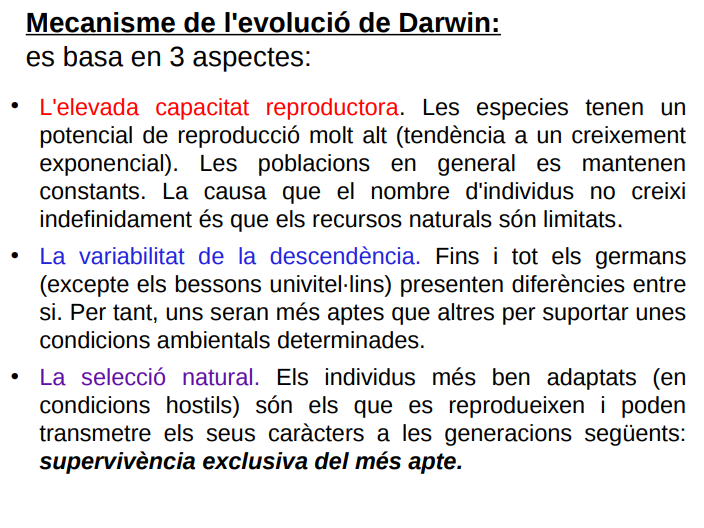 Mecanisme de l'evolució de Darwin:
es basa en 3 aspectes:
• L'elevada capacitat reproductora. Les especies tenen un
potencial de reproducció molt alt (tendència a un creixement
exponencial). Les poblacions en general es mantenen
constants. La causa que el nombre d'individus no creixi
indefinidament és que els recursos naturals són limitats.
• La variabilitat de la descendència. Fins i tot els germans
(excepte els bessons univitel·lins) presenten diferències entre
si. Per tant, uns seran més aptes que altres per suportar unes
condicions ambientals determinades.
• La selecció natural. Els individus més ben adaptats (en
condicions hostils) són els que es reprodueixen i poden
transmetre els seus caràcters a les generacions següents:
supervivència exclusiva del més apte.